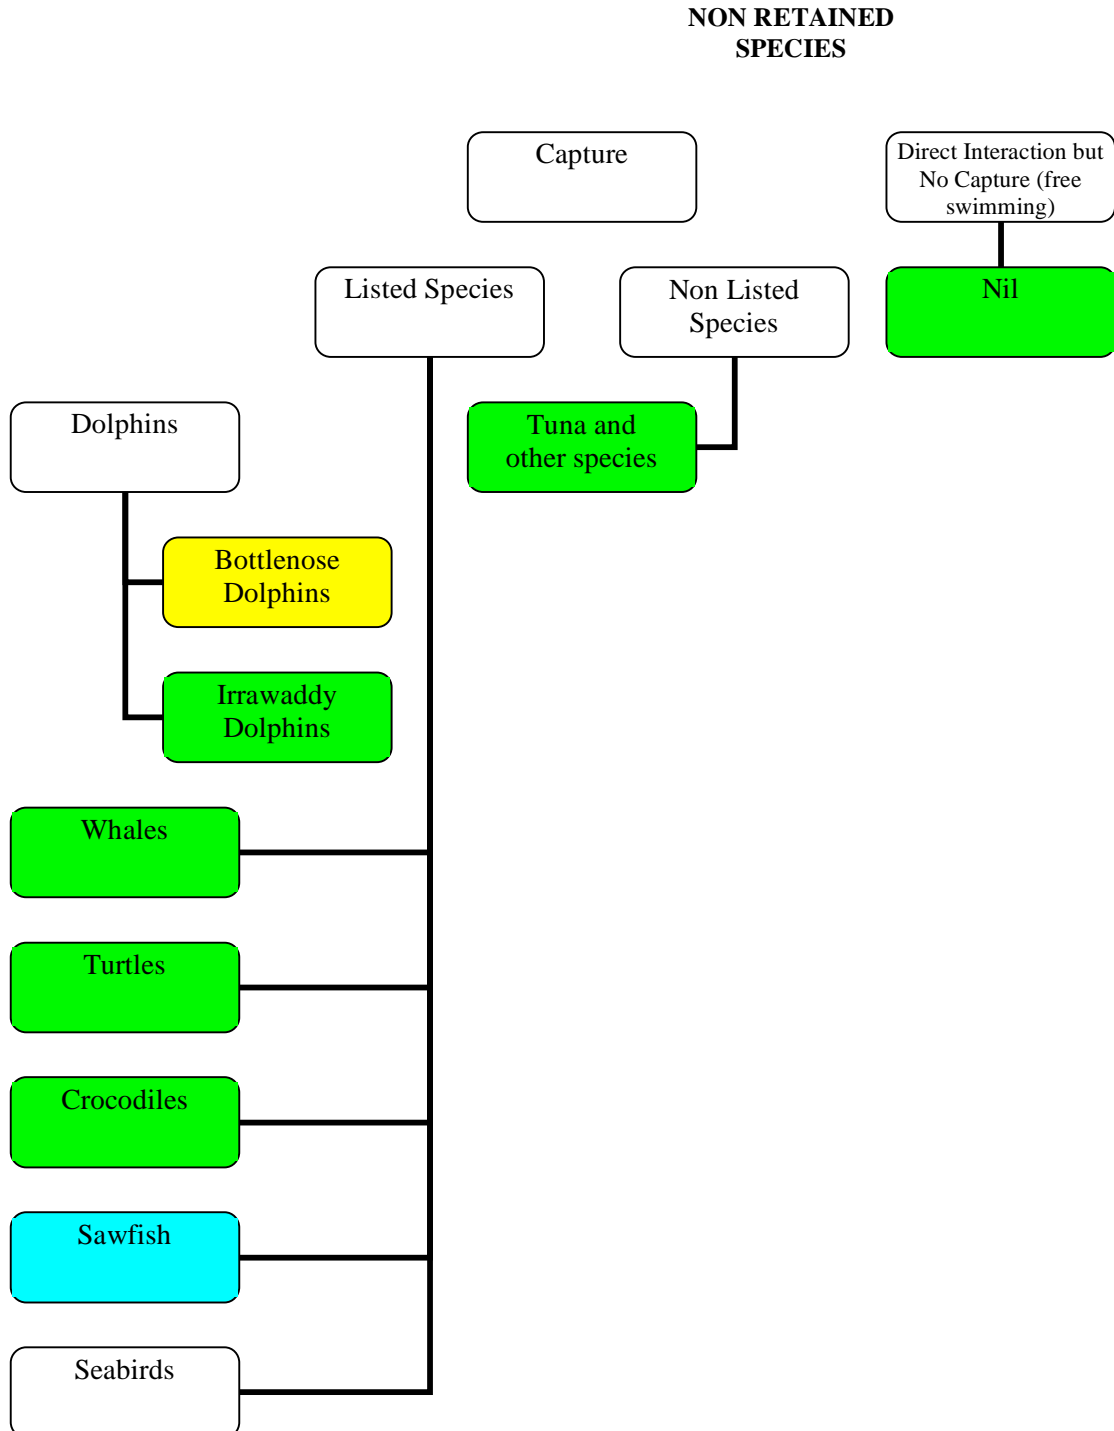 NON RETAINED
SPECIES
Capture
Direct Interaction but
No Capture (free
swimming)
Listed Species
Non Listed
Species
Nil
Dolphins
Tuna and
other species
Bottlenose
Dolphins
Irrawaddy
Dolphins
Whales
Turtles
Crocodiles
Sawfish
Seabirds